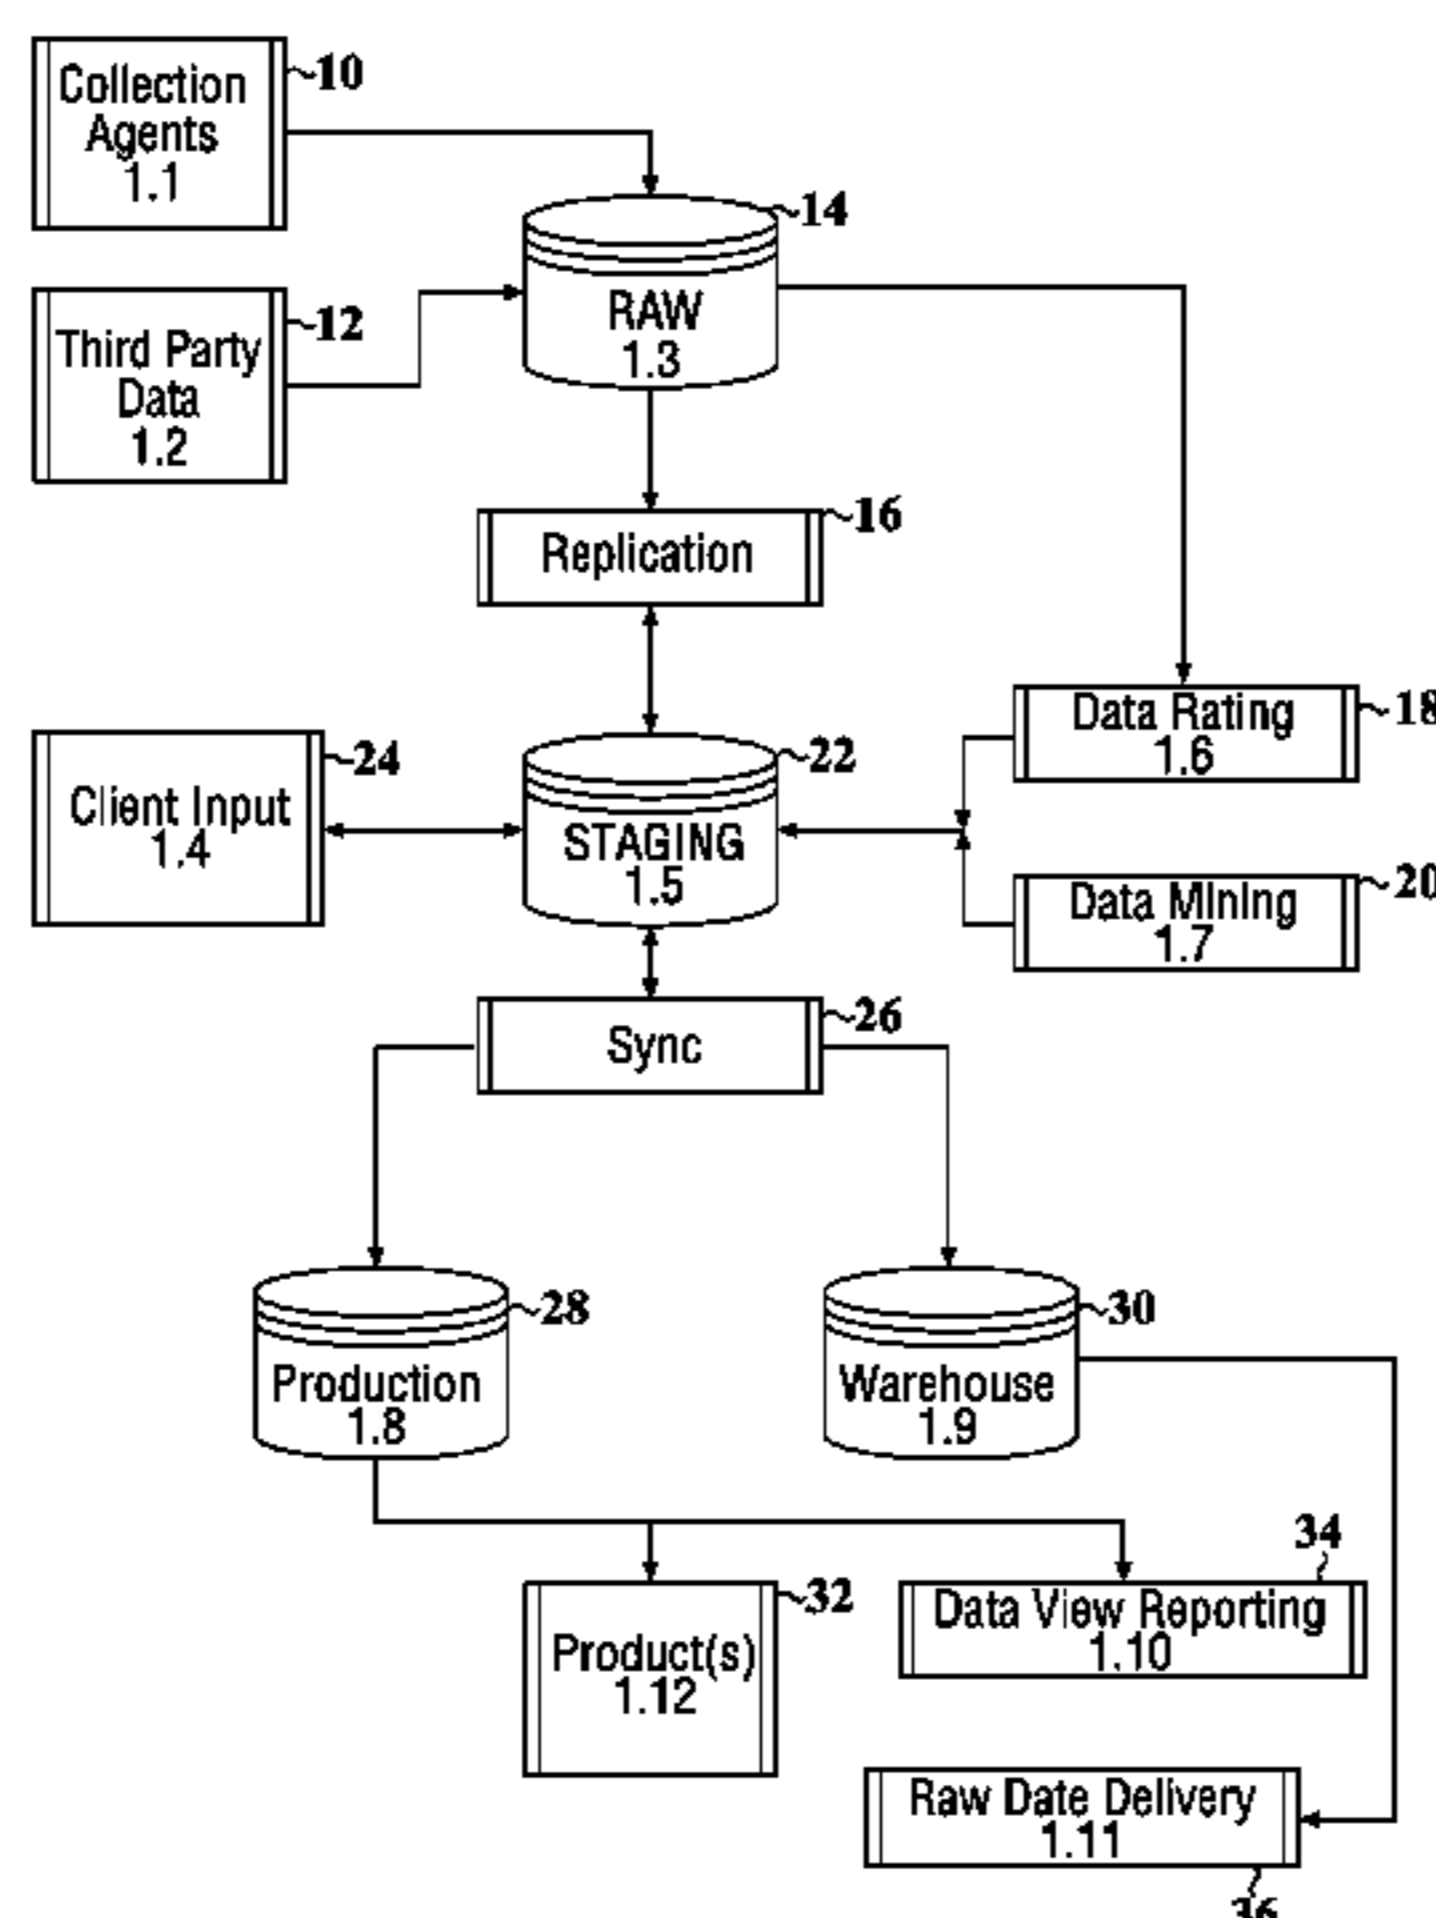 Collection
Agents
1.1
10
14
RAW
1.3
Third Party
Data
1.2
12
Replication
16
Data Rating
1.6
18
Client Input
1.4
24
STAGING
1.5
22
Data Mining
1.7
20
Sync
26
Production
1.8
28
Warehouse
1.9
30
Product(s)
1.12
32
34
Data View Reporting
1.10
Raw Date Delivery
1.11
36